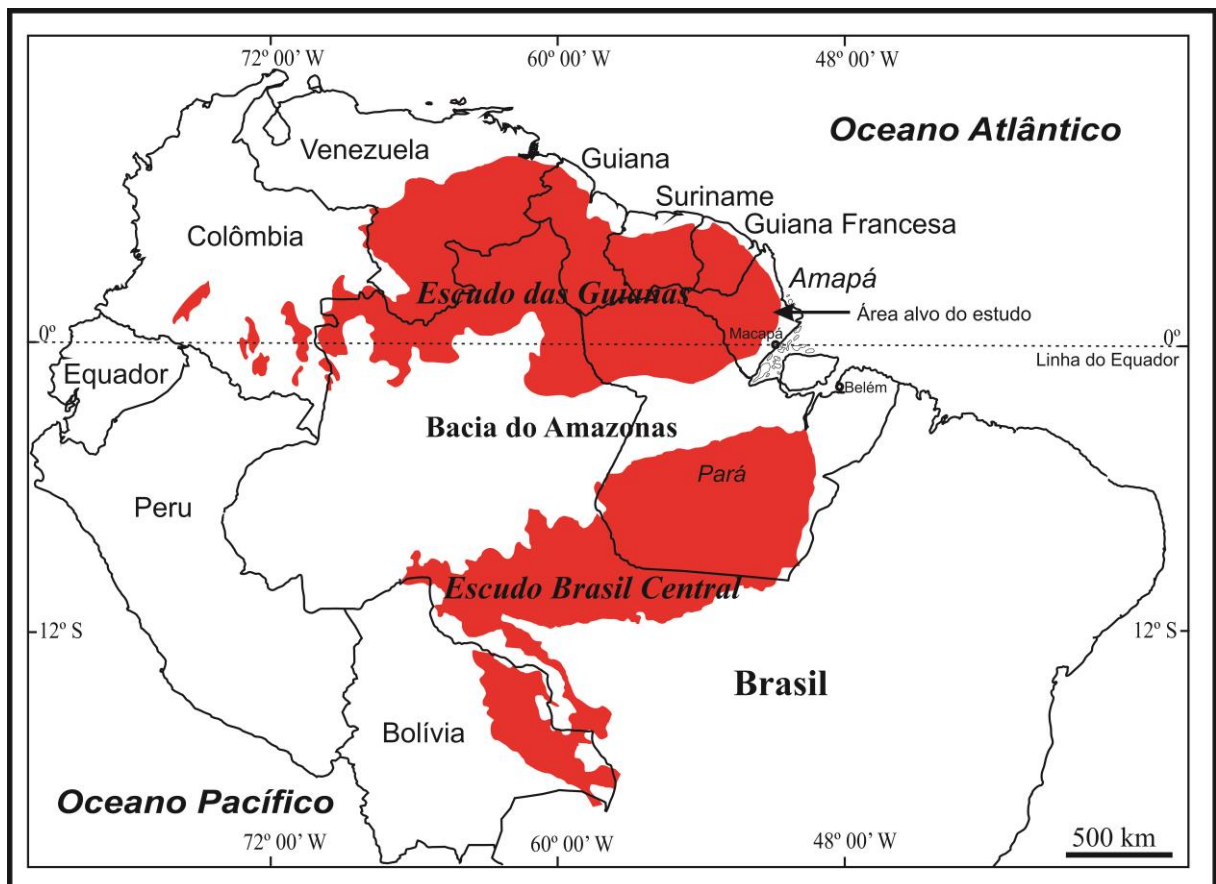 72º 00' W
60º 00' W
48º 00' W
Oceano Atlântico
Venezuela
Guiana
Suriname
Guiana Francesa
Colômbia
Amapá
Escudo das Guianas
Área alvo do estudo
Macapá
0º
0º
Linha do Equador
Equador
Belém
Bacia do Amazonas
Pará
Peru
Escudo Brasil Central
12º S
12º S
Brasil
Bolívia
Oceano Pacífico
72º 00' W
60º 00' W
48º 00' W
500 km